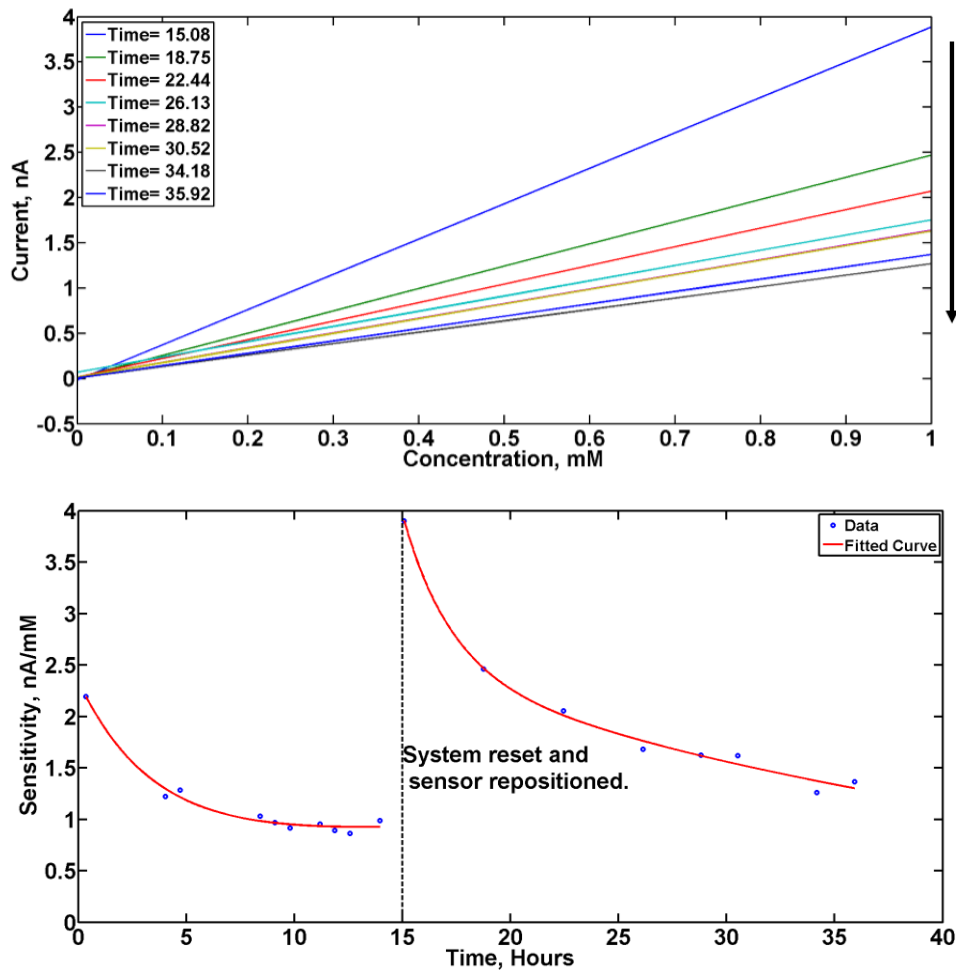 4
3.5
3
2.5
2
1.5
1
0.5
0
-0.5
Current, nA
Time= 15.08
Time= 18.75
Time= 22.44
Time= 26.13
Time= 28.82
Time= 30.52
Time= 34.18
Time= 35.92
0 0.1 0.2 0.3 0.4 0.5 0.6 0.7 0.8 0.9 1
Concentration, mM
4
3.5
3
2.5
2
1.5
1
0.5
0
Sensitivity, nA/mM
Data
Fitted Curve
System reset and
sensor repositioned.
0 5 10 15 20 25 30 35 40
Time, Hours